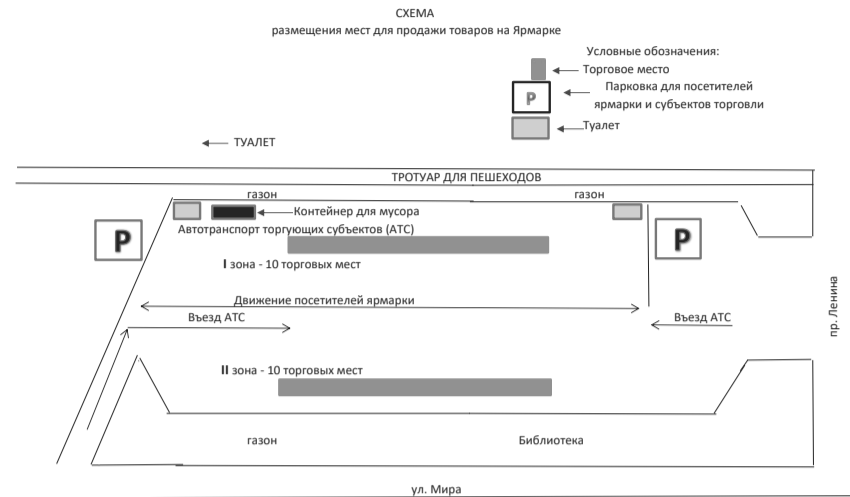 СХЕМА
размещения мест для продажи товаров на Ярмарке
Условные обозначения:
Торговое место
P
Парковка для посетителей
ярмарки и субъектов торговли
Туалет
ТУАЛЕТ
ТРОТУАР ДЛЯ ПЕШЕХОДОВ
газон
газон
Контейнер для мусора
Автотранспорт торгующих субъектов (АТС)
P
P
I зона - 10 торговых мест
Движение посетителей ярмарки
Въезд АТС
Въезд АТС
пр. Ленина
II зона - 10 торговых мест
газон
Библиотека
ул. Мира